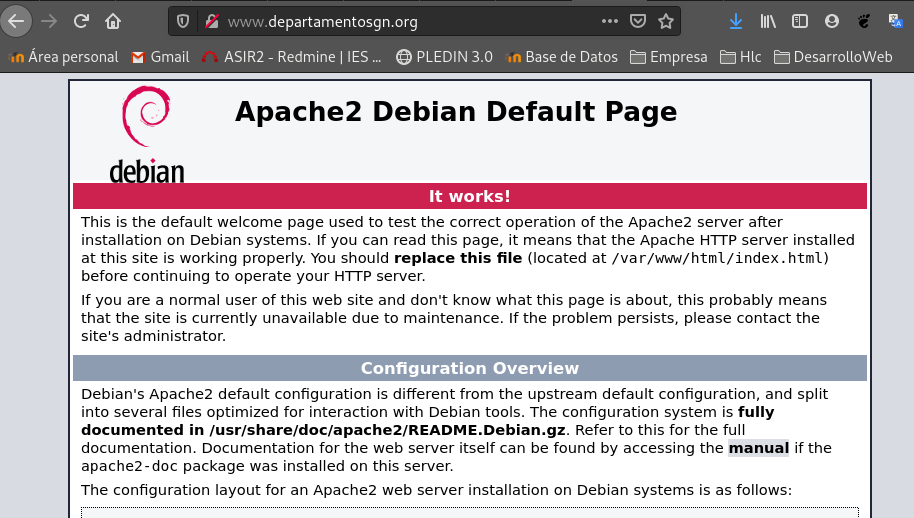 www.departamentosgn.org
Área personal Gmail ASIR2 - Redmine | IES ... PLEDIN 3.0 Base de Datos Empresa Hlc DesarrolloWeb
debian
Apache2 Debian Default Page
It works!
This is the default welcome page used to test the correct operation of the Apache2 server after
installation on Debian systems. If you can read this page, it means that the Apache HTTP server installed
at this site is working properly. You should replace this file (located at /var/www/html/index.html)
before continuing to operate your HTTP server.
If you are a normal user of this web site and don't know what this page is about, this probably means
that the site is currently unavailable due to maintenance. If the problem persists, please contact the
site's administrator.
Configuration Overview
Debian's Apache2 default configuration is different from the upstream default configuration, and split
into several files optimized for interaction with Debian tools. The configuration system is fully
documented in /usr/share/doc/apache2/README.Debian.gz. Refer to this for the full
documentation. Documentation for the web server itself can be found by accessing the manual if the
apache2-doc package was installed on this server.
The configuration layout for an Apache2 web server installation on Debian systems is as follows: